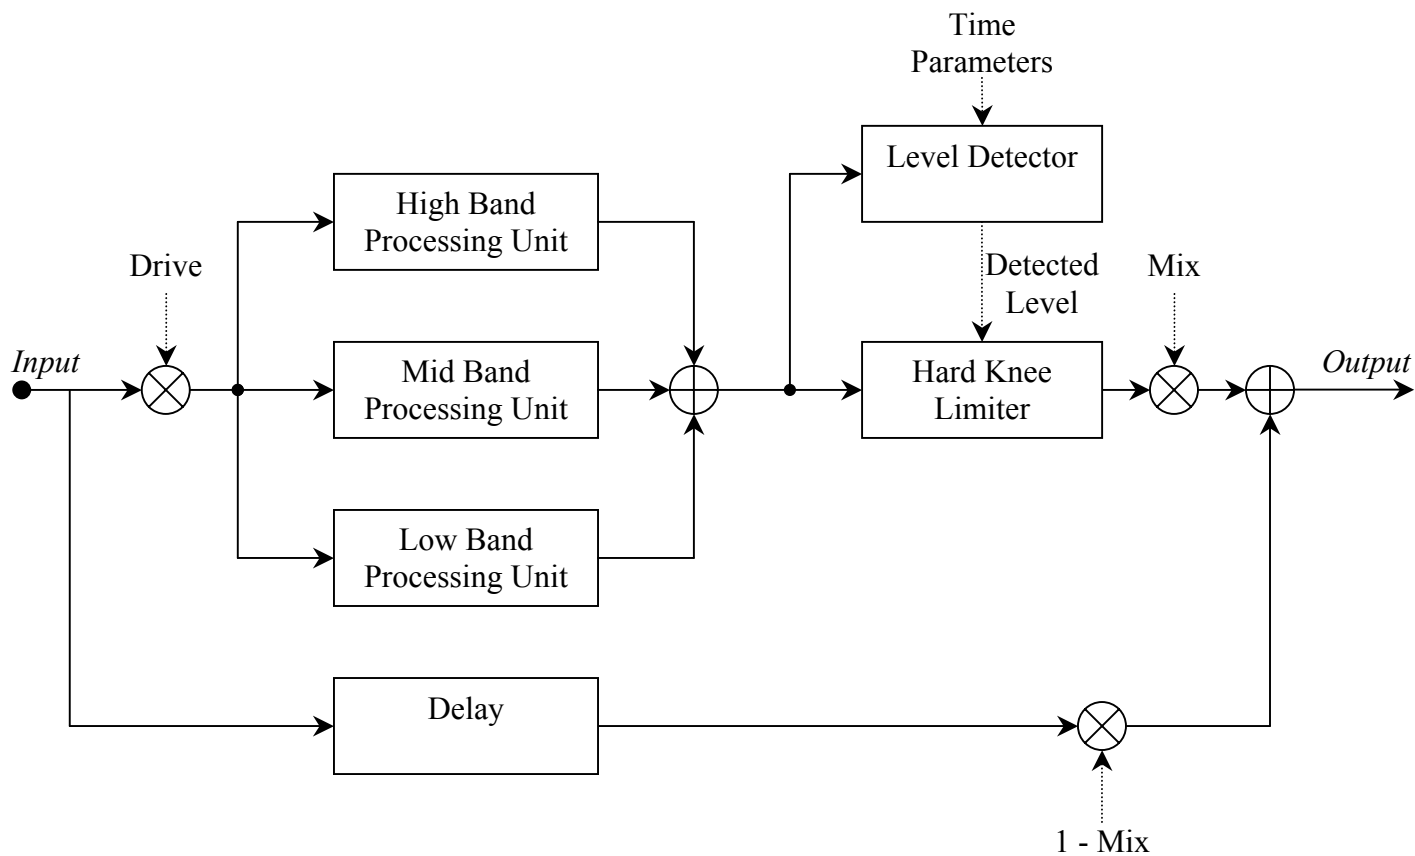 Time
Parameters
Level Detector
High Band
Processing Unit
Drive
Detected
Level
Mix
Input
Mid Band
Processing Unit
Hard Knee
Limiter
Output
Low Band
Processing Unit
Delay
1 - Mix